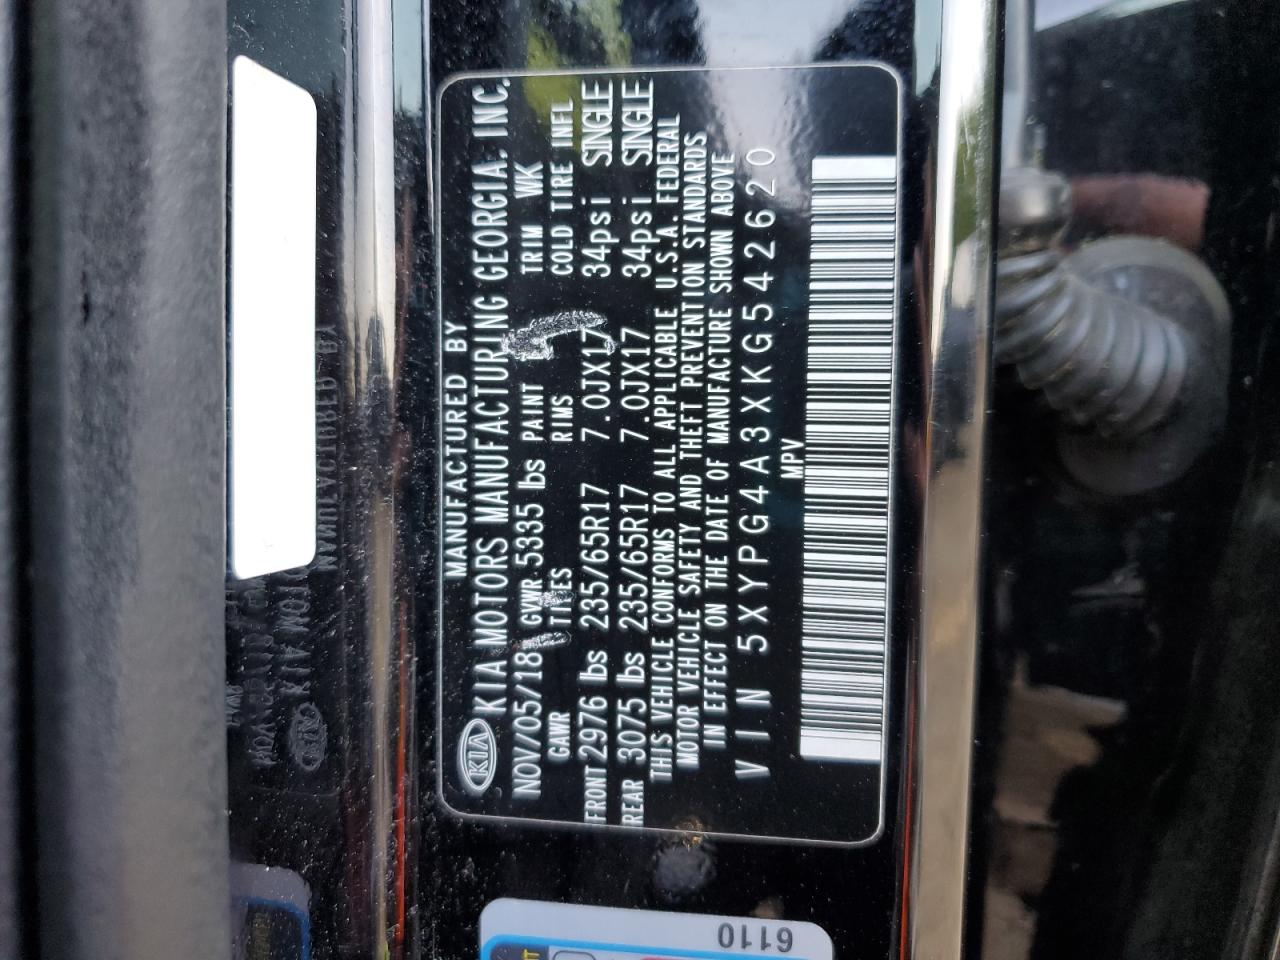 MANUFACTURED BY
KIA KIA MOTORS MANUFACTURING GEORGIA. INC.
NOV/05/18 GVWR 5335 lbs PAINT TRIM WK
GAWR TIRES RIMS COLD TIRE INFL
FRONT 2976 lbs 235/65R17 7.0JX17 34psi SINGLE
REAR 3075 lbs 235/65R17 7.0JX17 34psi SINGLE
THIS VEHICLE CONFORMS TO ALL APPLICABLE U.S.A. FEDERAL
MOTOR VEHICLE SAFETY AND THEFT PREVENTION STANDARDS
IN EFFECT ON THE DATE OF MANUFACTURE SHOWN ABOVE
VIN 5XYPG4A3XKG542620
MPV
6110